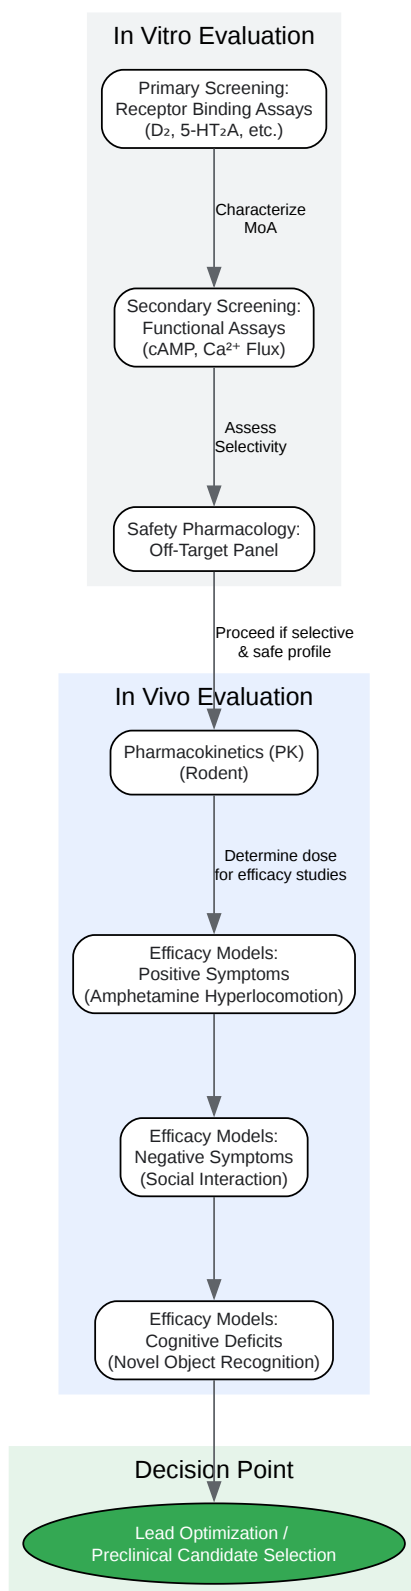 In Vitro Evaluation
Primary Screening:
Receptor Binding Assays
(D₂, 5-HT₂A, etc.)
Characterize
MoA
Secondary Screening:
Functional Assays
(cAMP, Ca²⁺ Flux)
Assess
Selectivity
Safety Pharmacology:
Off-Target Panel
Proceed if selective
& safe profile
In Vivo Evaluation
Pharmacokinetics (PK)
(Rodent)
Determine dose
for efficacy studies
Efficacy Models:
Positive Symptoms
(Amphetamine Hyperlocomotion)
Efficacy Models:
Negative Symptoms
(Social Interaction)
Efficacy Models:
Cognitive Deficits
(Novel Object Recognition)
Decision Point
Lead Optimization /
Preclinical Candidate Selection